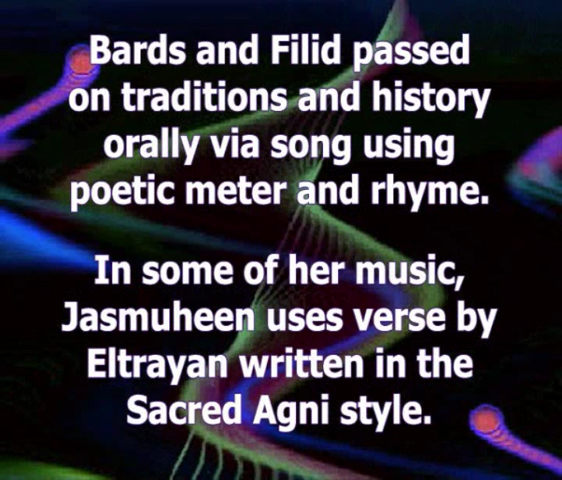 Bards and Filid passed
on traditions and history
orally via song using
poetic meter and rhyme.
In some of her music,
Jasmuheen uses verse by
Eltrayan written in the
Sacred Agni style.